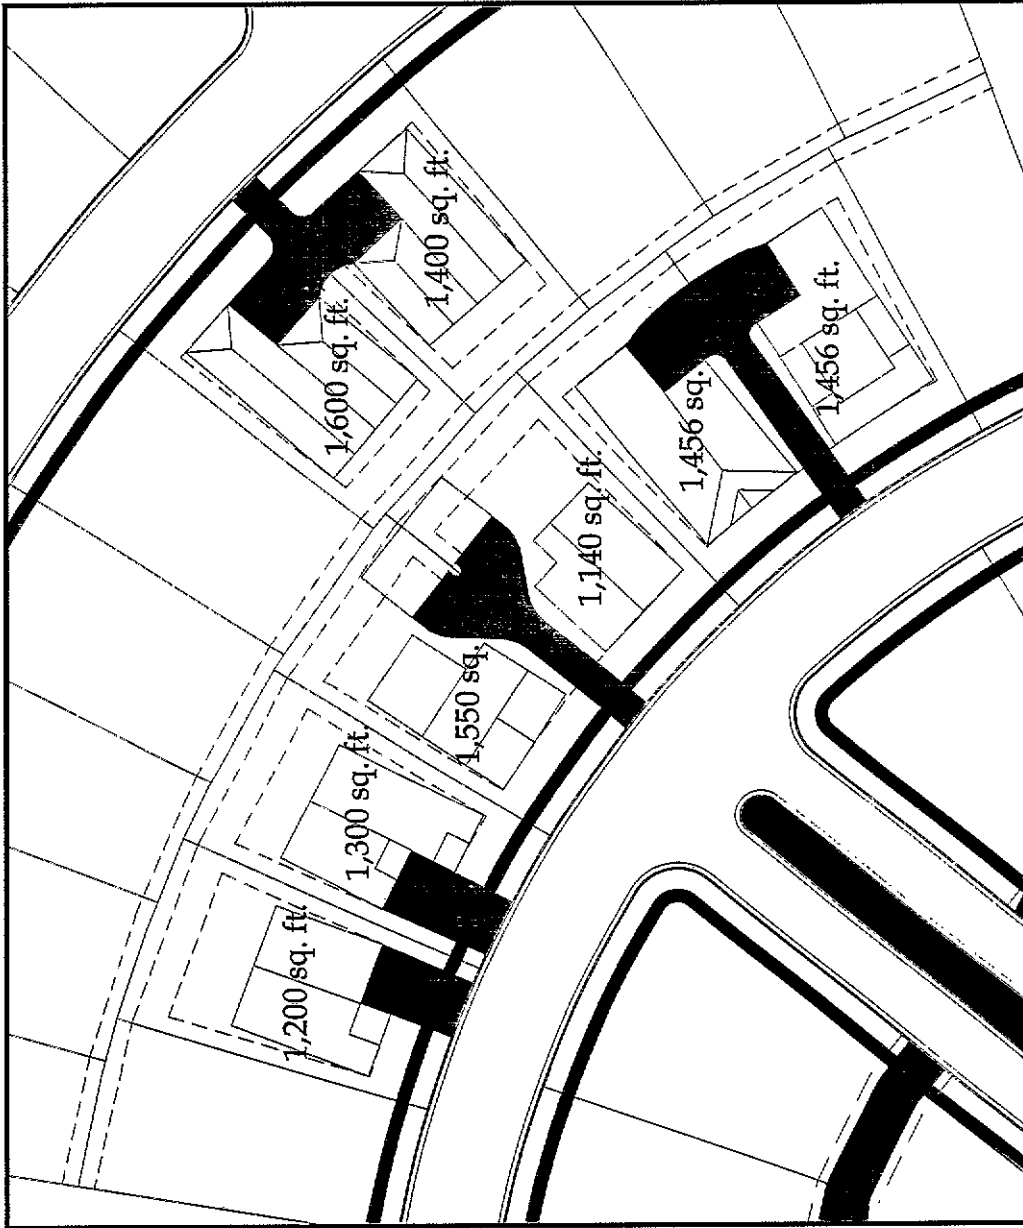 1,400 sq. ft.
1,600 sq. ft.
1,456 sq. ft.
1,456 sq.
1,140 sq. ft.
1,550 sq.
1,300 sq. ft.
1,200 sq. ft.